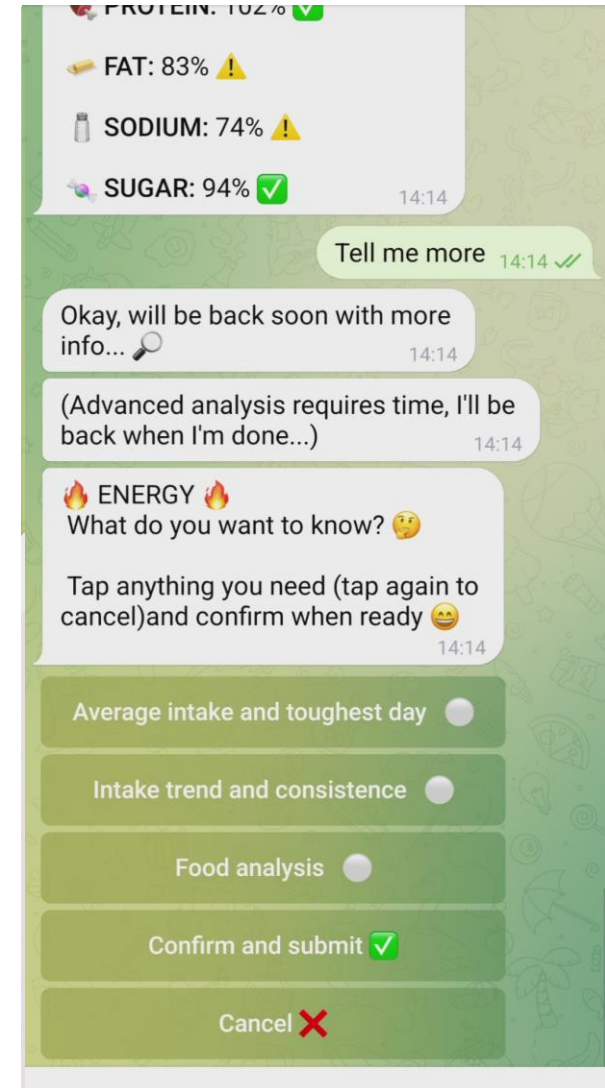 PROTEIN: 102% ✅
FAT: 83% ⚠️
SODIUM: 74% ⚠️
SUGAR: 94% ✅
14:14
Tell me more 14:14
Okay, will be back soon with more
info... 🔎
14:14
(Advanced analysis requires time, I'll be
back when I'm done...)
14:14
🔥 ENERGY 🔥
What do you want to know? 🤔
Tap anything you need (tap again to
cancel)and confirm when ready 😄
14:14
Average intake and toughest day
Intake trend and consistence
Food analysis
Confirm and submit ✅
Cancel ❌